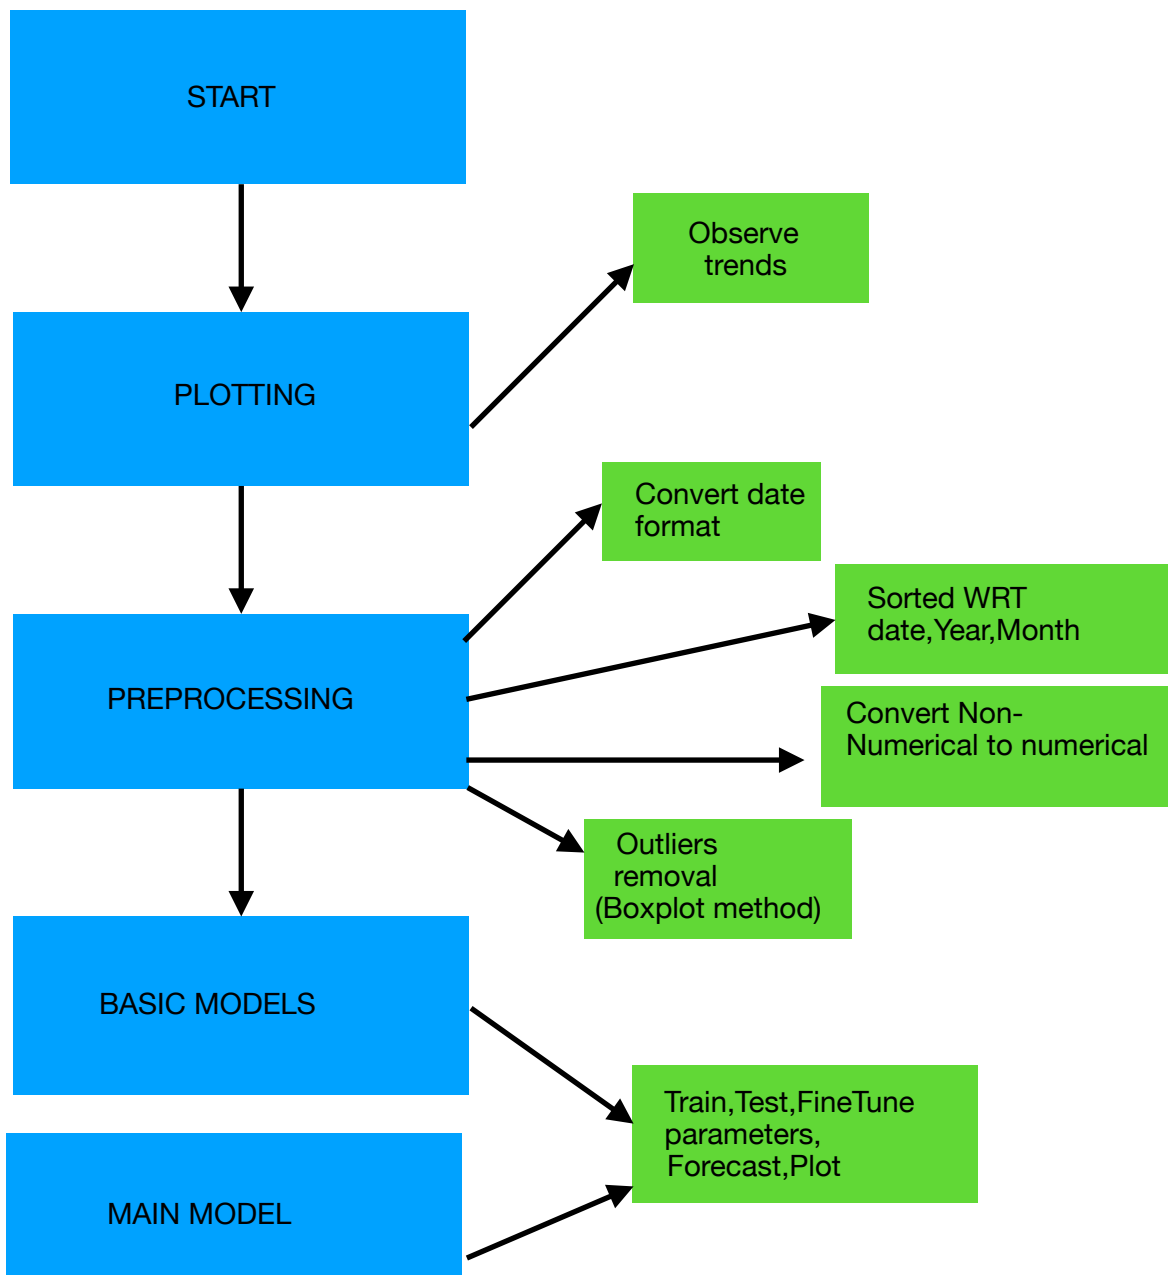 START
Observe
trends
PLOTTING
Convert date
format
Sorted WRT
date,Year,Month
PREPROCESSING
Convert Non-
Numerical to numerical
Outliers
removal
(Boxplot method)
BASIC MODELS
Train,Test,FineTune
parameters,
Forecast,Plot
MAIN MODEL